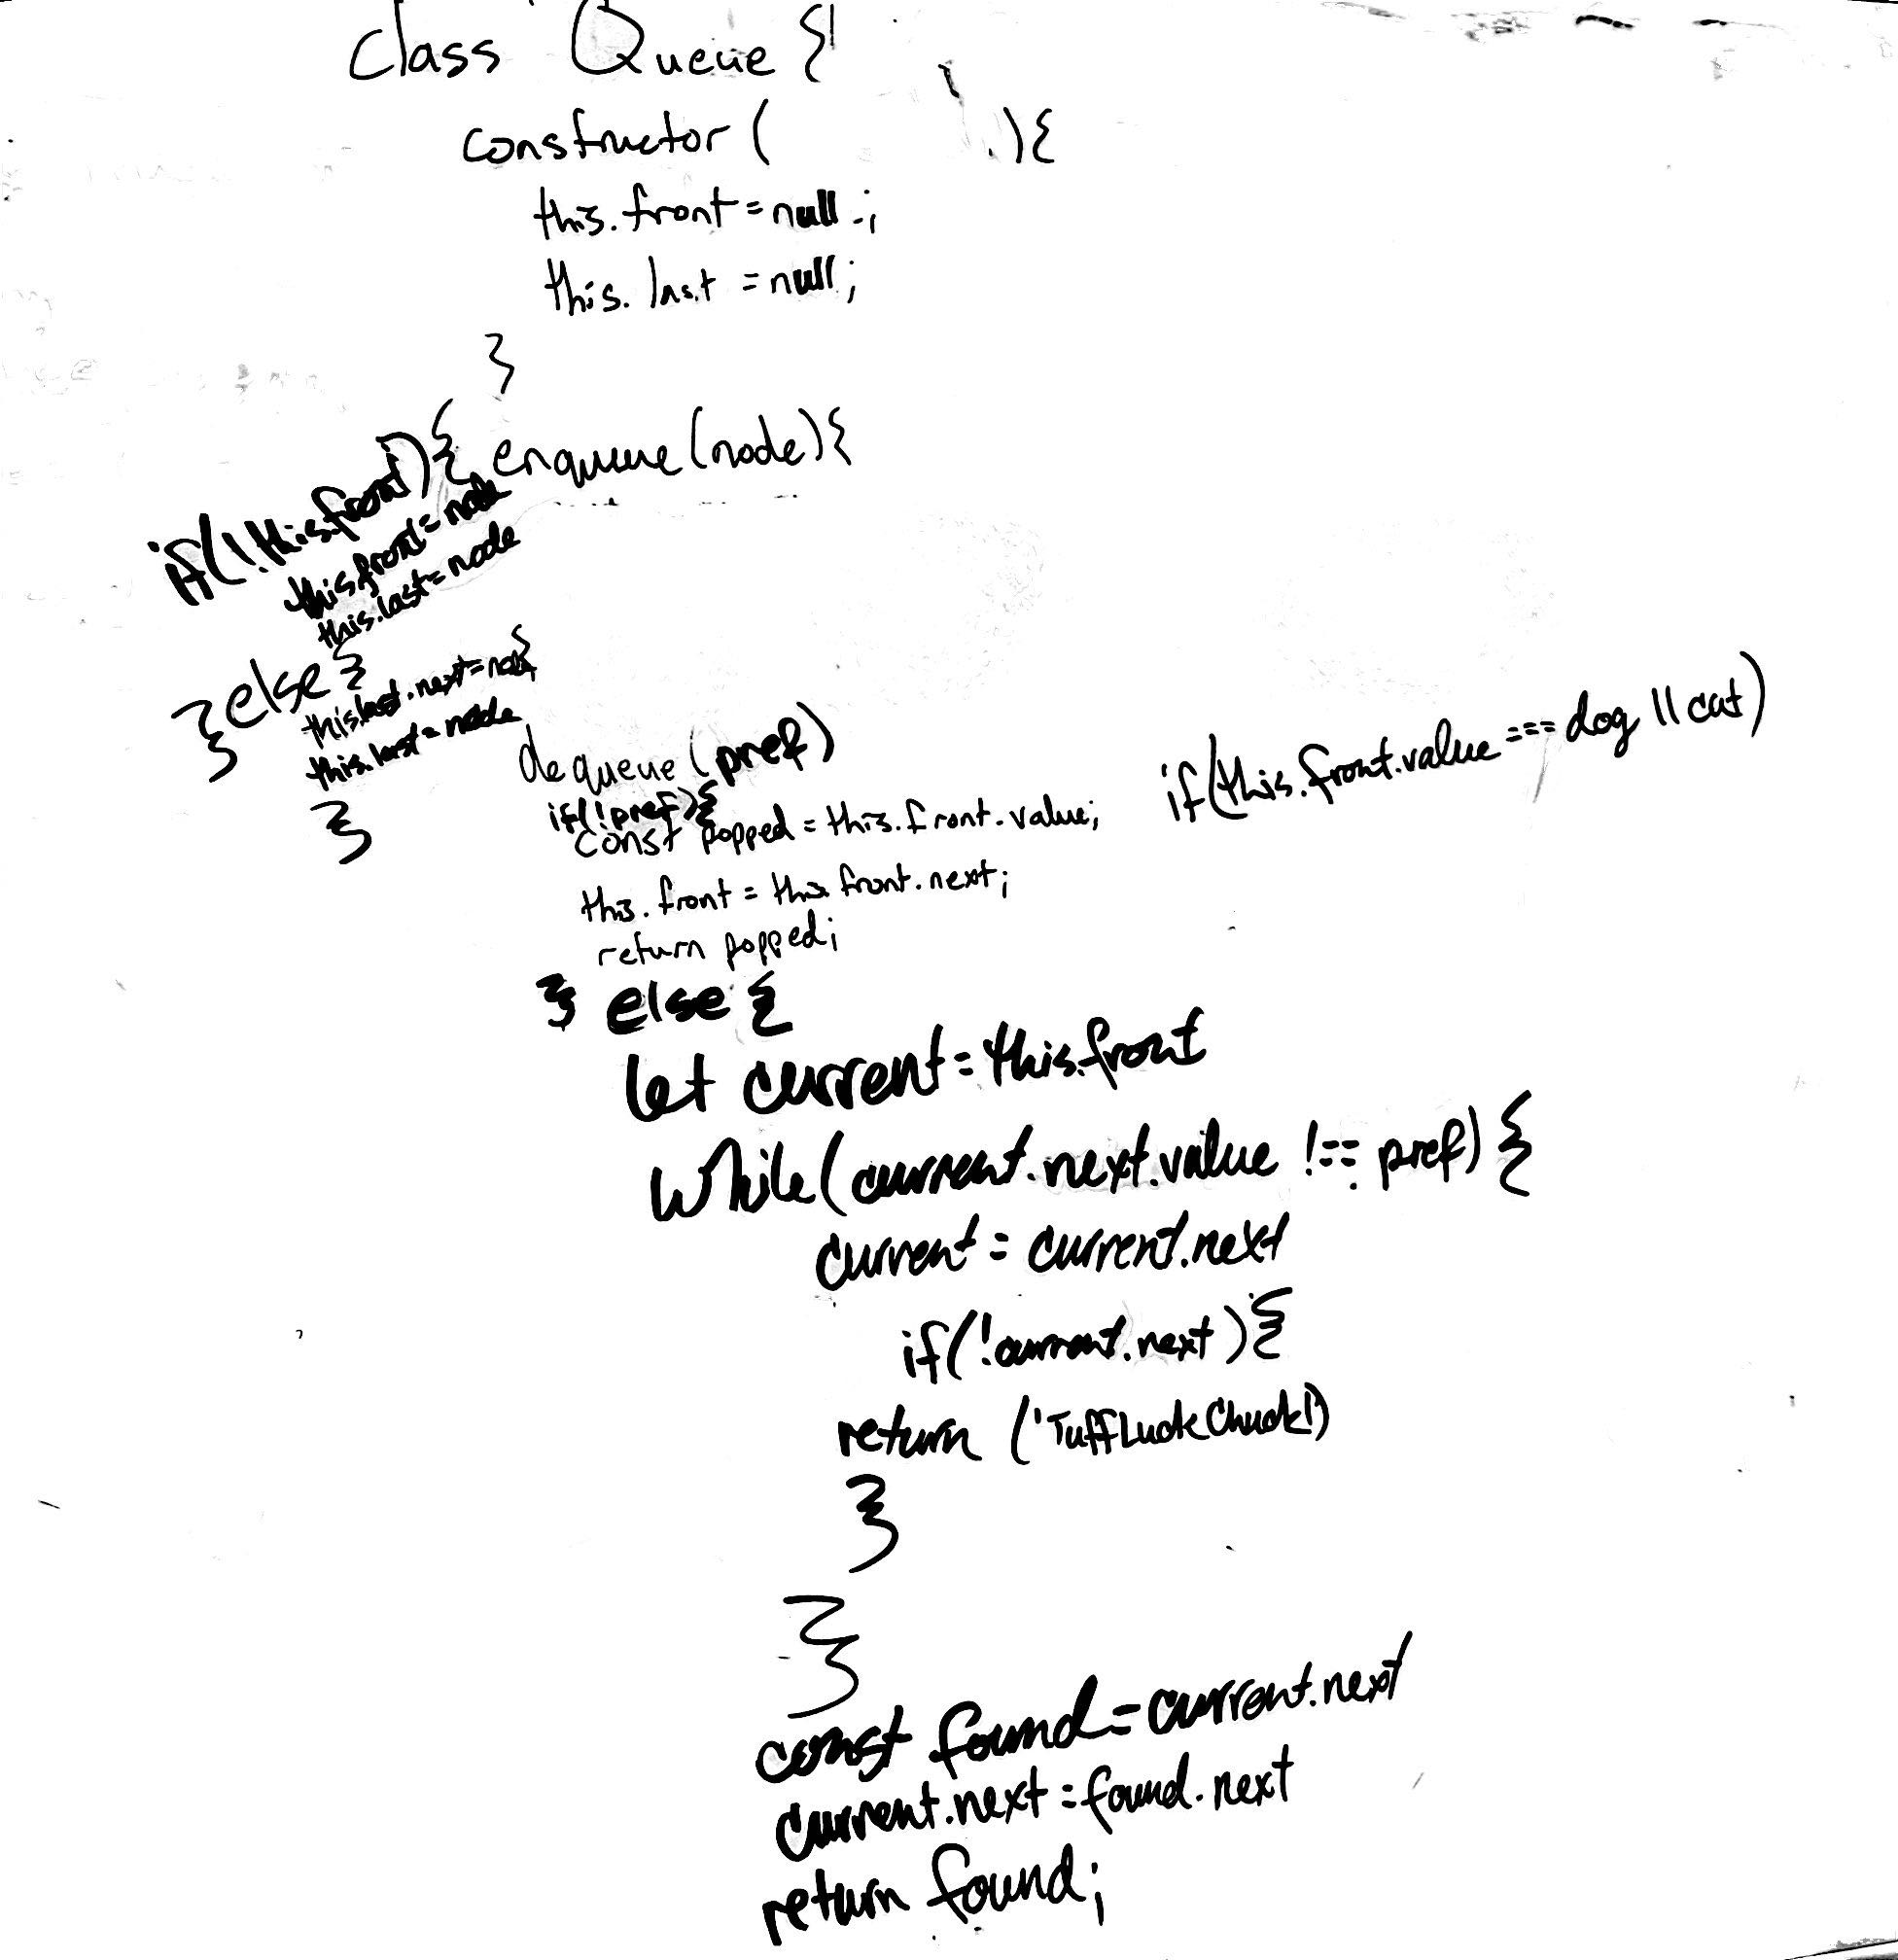 class Queue {
constructor ( ) {
this.front = null ;
this.last = null ;
}
enqueue (node) {
if(!this.front) {
this.front = node
this.last = node
} else {
this.last.next = node
this.last = node
}
}
}
dequeue (pref)
if(!pref) {
const popped = this.front.value;
this.front = this.front.next;
return popped;
if(this.front.value === dog || cat)
} else {
let current = this.front
while (current.next.value !== pref) {
current = current.next
if(!current.next) {
return ('Tuff Luck Chuck!')
}
}
const found = current.next
current.next = found.next
return found;